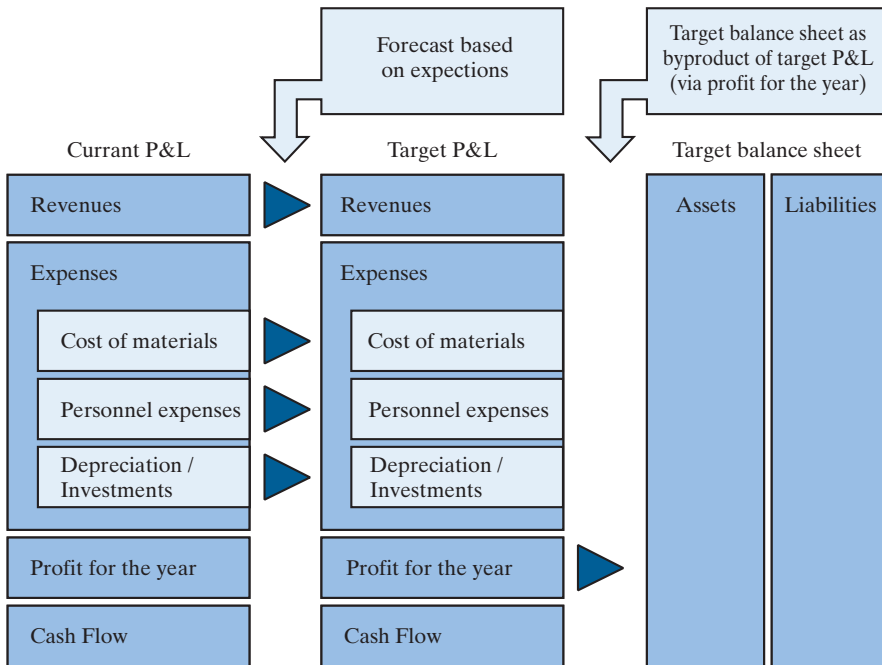 Forecast based
on expections
Target balance sheet as
byproduct of target P&L
(via profit for the year)
Currant P&L
Target P&L
Target balance sheet
Revenues
Revenues
Assets
Liabilities
Expenses
Expenses
Cost of materials
Cost of materials
Personnel expenses
Personnel expenses
Depreciation /
Investments
Depreciation /
Investments
Profit for the year
Profit for the year
Cash Flow
Cash Flow